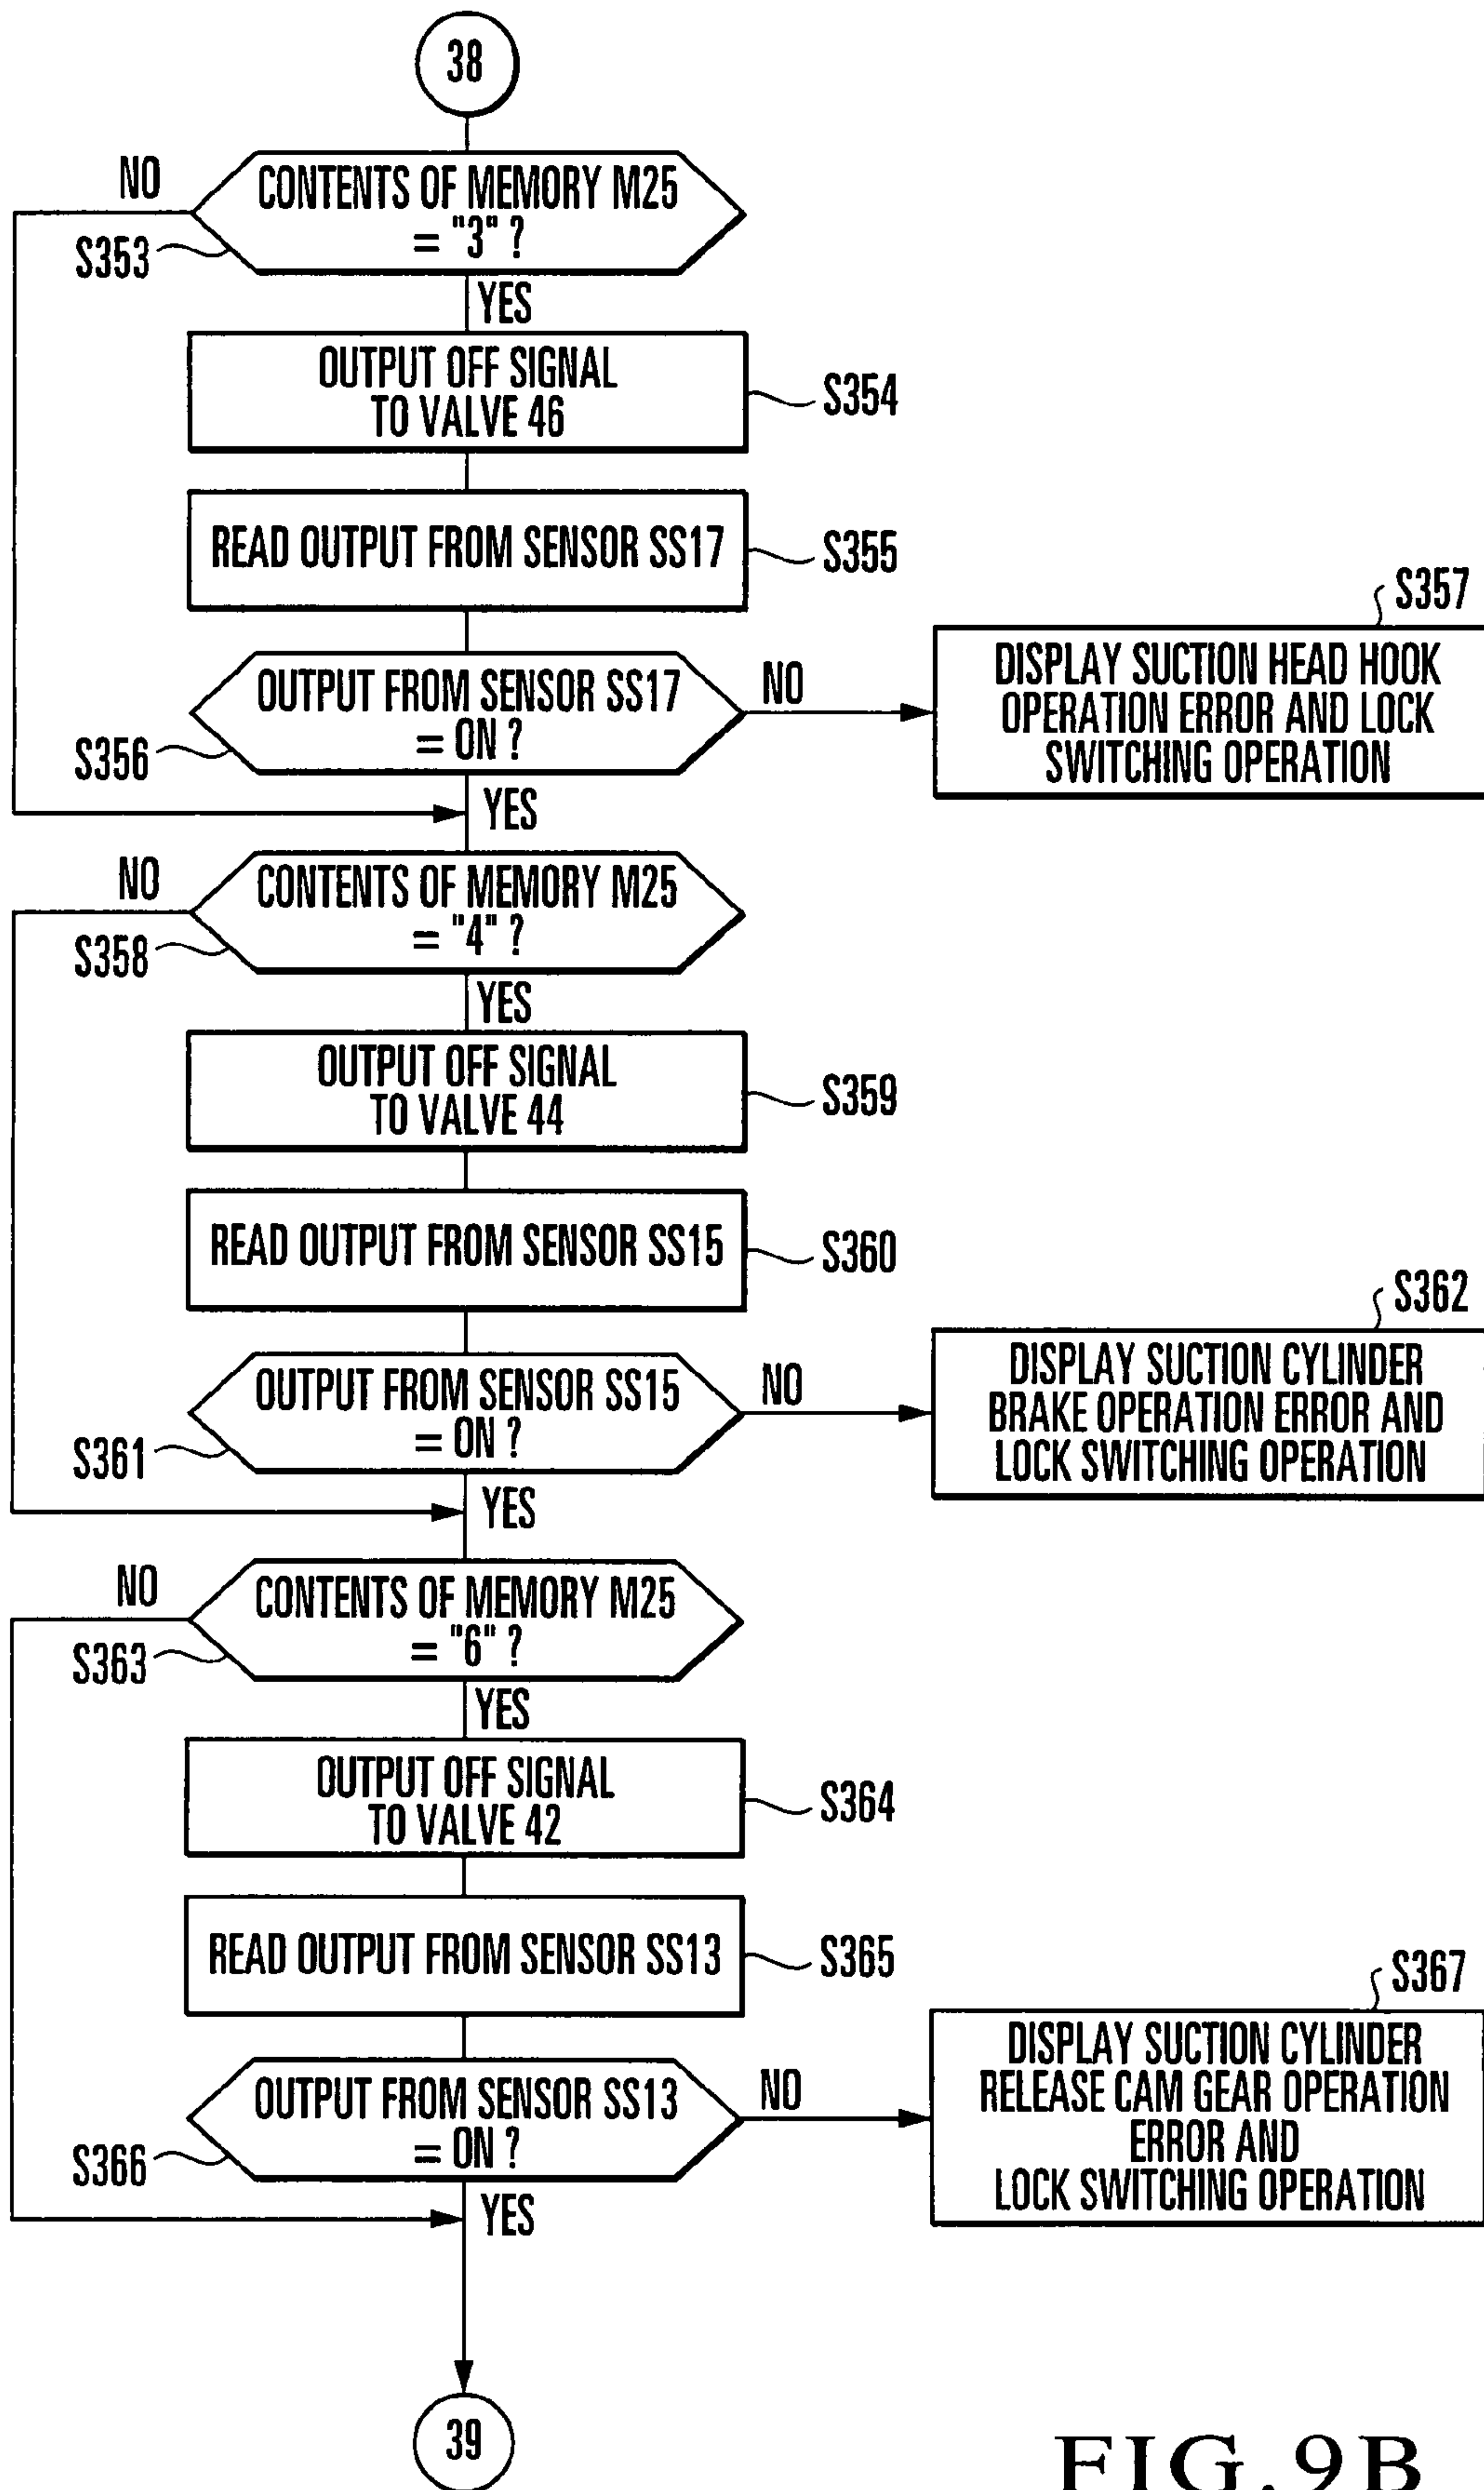 38
NO
CONTENTS OF MEMORY M25
= "3" ?
S353
YES
OUTPUT OFF SIGNAL
TO VALVE 46
S354
READ OUTPUT FROM SENSOR SS17
S355
S357
OUTPUT FROM SENSOR SS17
= ON ?
NO
S356
DISPLAY SUCTION HEAD HOOK
OPERATION ERROR AND LOCK
SWITCHING OPERATION
YES
NO
CONTENTS OF MEMORY M25
= "4" ?
S358
YES
OUTPUT OFF SIGNAL
TO VALVE 44
S359
READ OUTPUT FROM SENSOR SS15
S360
S362
OUTPUT FROM SENSOR SS15
= ON ?
NO
S361
DISPLAY SUCTION CYLINDER
BRAKE OPERATION ERROR AND
LOCK SWITCHING OPERATION
YES
NO
CONTENTS OF MEMORY M25
= "6" ?
S363
YES
OUTPUT OFF SIGNAL
TO VALVE 42
S364
READ OUTPUT FROM SENSOR SS13
S365
S367
OUTPUT FROM SENSOR SS13
= ON ?
NO
S366
DISPLAY SUCTION CYLINDER
RELEASE CAM GEAR OPERATION
ERROR AND
LOCK SWITCHING OPERATION
YES
39
FIG.9B